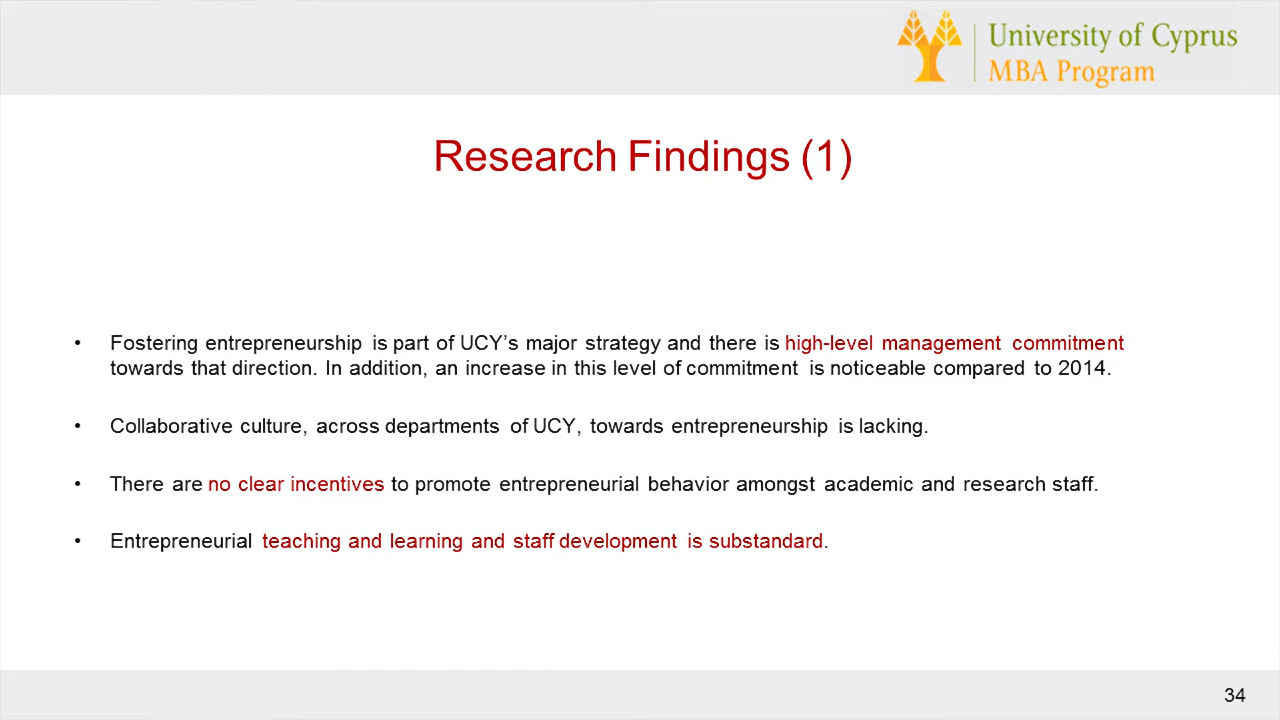 University of Cyprus
MBA Program
Research Findings (1)
• Fostering entrepreneurship is part of UCY's major strategy and there is high-level management commitment
towards that direction. In addition, an increase in this level of commitment is noticeable compared to 2014.
• Collaborative culture, across departments of UCY, towards entrepreneurship is lacking.
• There are no clear incentives to promote entrepreneurial behavior amongst academic and research staff.
• Entrepreneurial teaching and learning and staff development is substandard.
34